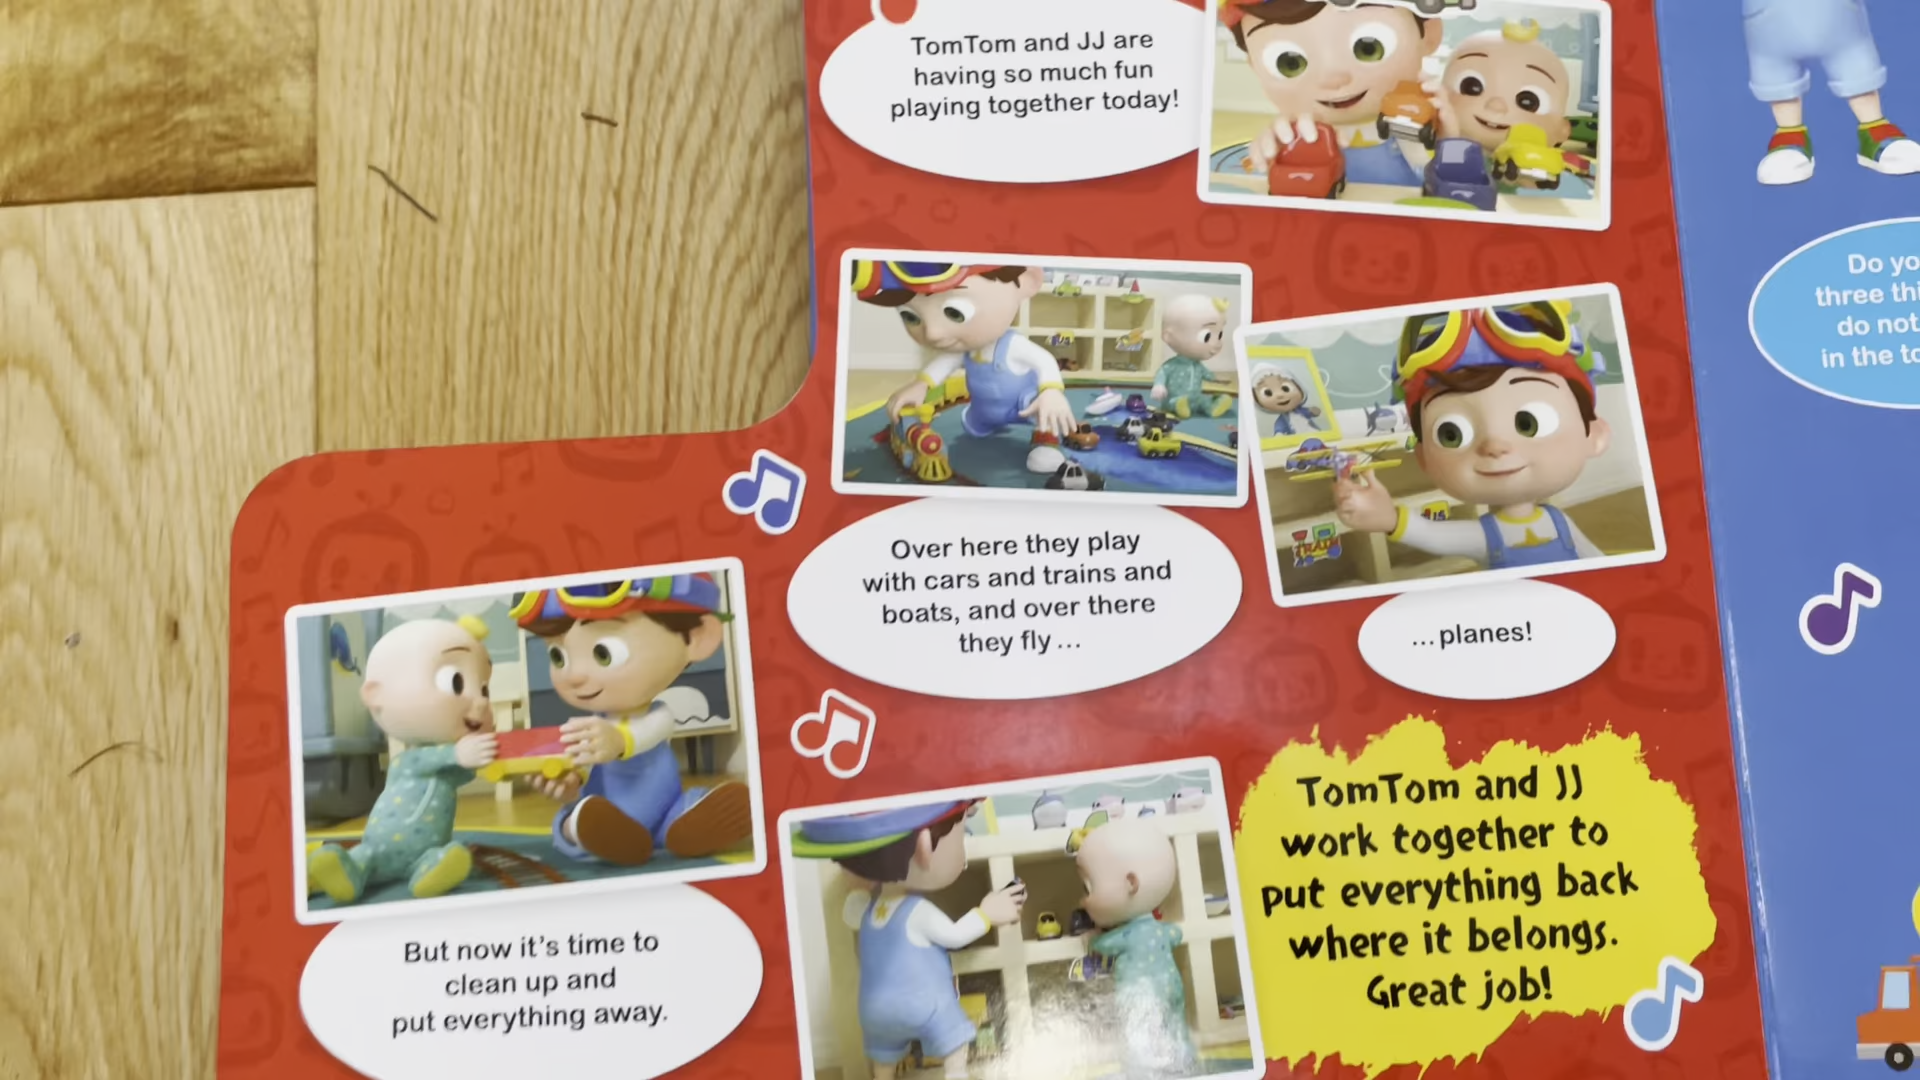 TomTom and JJ are
having so much fun
playing together today!
Over here they play
with cars and trains and
boats, and over there
they fly...
...planes!
But now it's time to
clean up and
put everything away.
TomTom and JJ
work together to
put everything back
where it belongs.
Great job!
Do
three
do not
in the